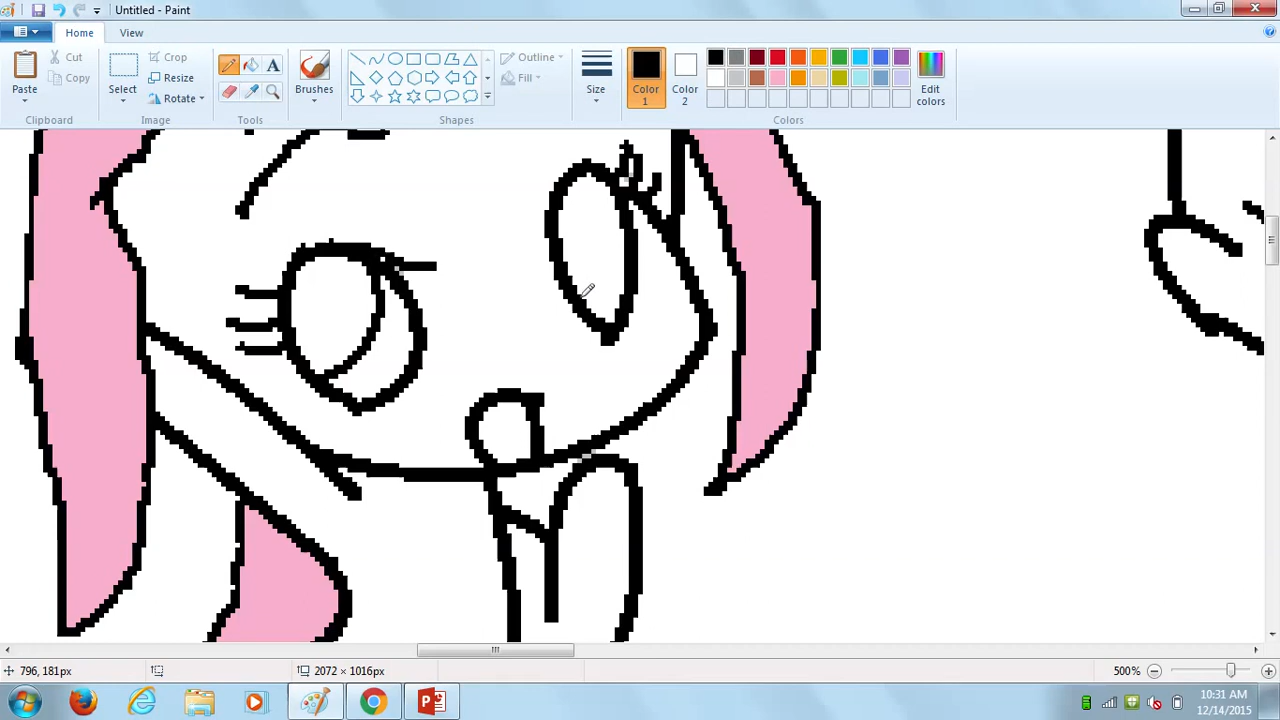 Untitled - Paint
Home
View
Paste
Cut
Copy
Clipboard
Select
Crop
Resize
Rotate
Image
A
Tools
Brushes
Shapes
Outline
Fill
Size
Color 1
Color 2
Edit colors
Colors
796, 181px
2072 × 1016px
500%
10:31 AM
12/14/2015